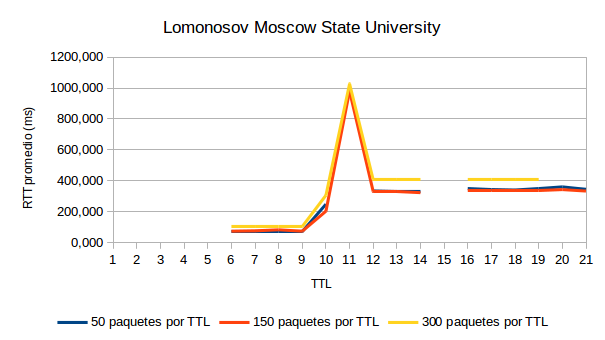 Lomonosov Moscow State University
1200,000
1000,000
800,000
600,000
400,000
200,000
0,000
RTT promedio (ms)
1 2 3 4 5 6 7 8 9 10 11 12 13 14 15 16 17 18 19 20 21
TTL
50 paquetes por TTL 150 paquetes por TTL 300 paquetes por TTL